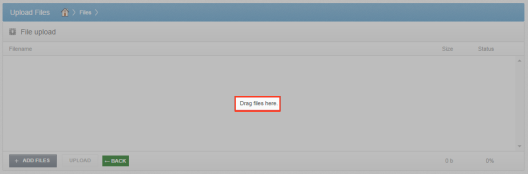 Upload Files > Files >
File upload
Filename Size Status
Drag files here.
+ ADD FILES UPLOAD ← BACK 0 b 0%